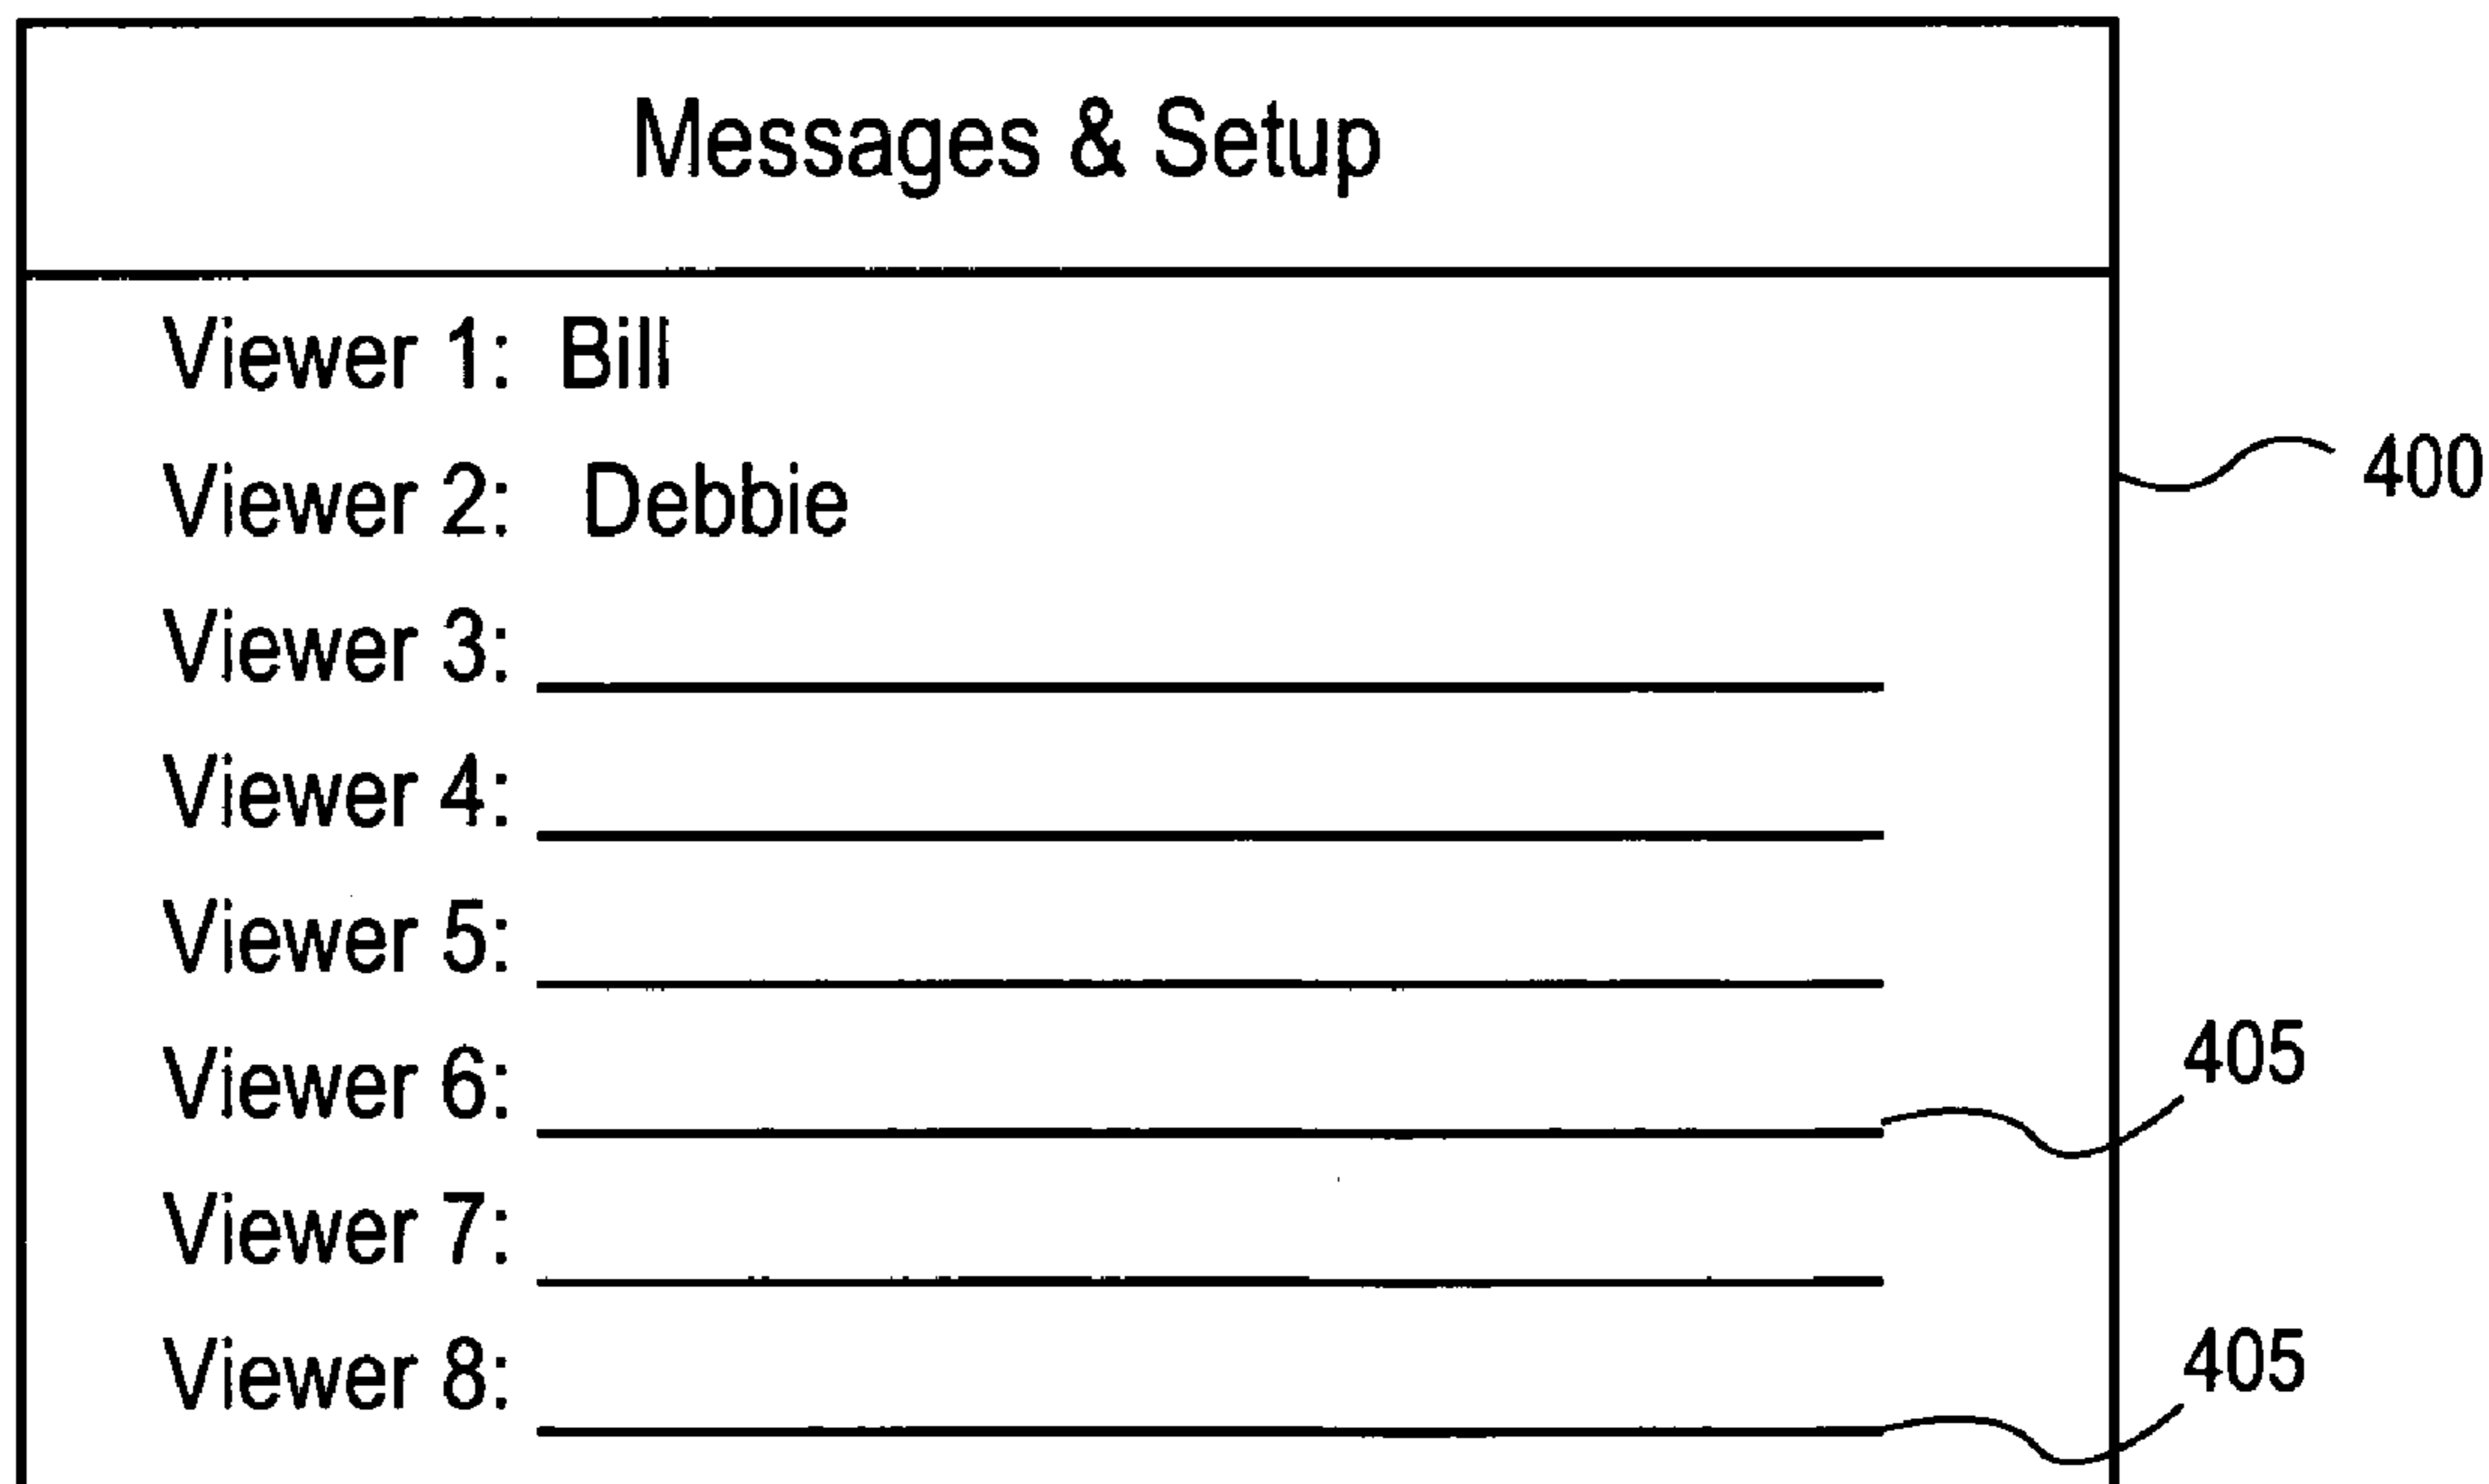 Messages & Setup
Viewer 1: Bill
Viewer 2: Debbie
400
Viewer 3:
Viewer 4:
Viewer 5:
Viewer 6:
405
Viewer 7:
Viewer 8:
405